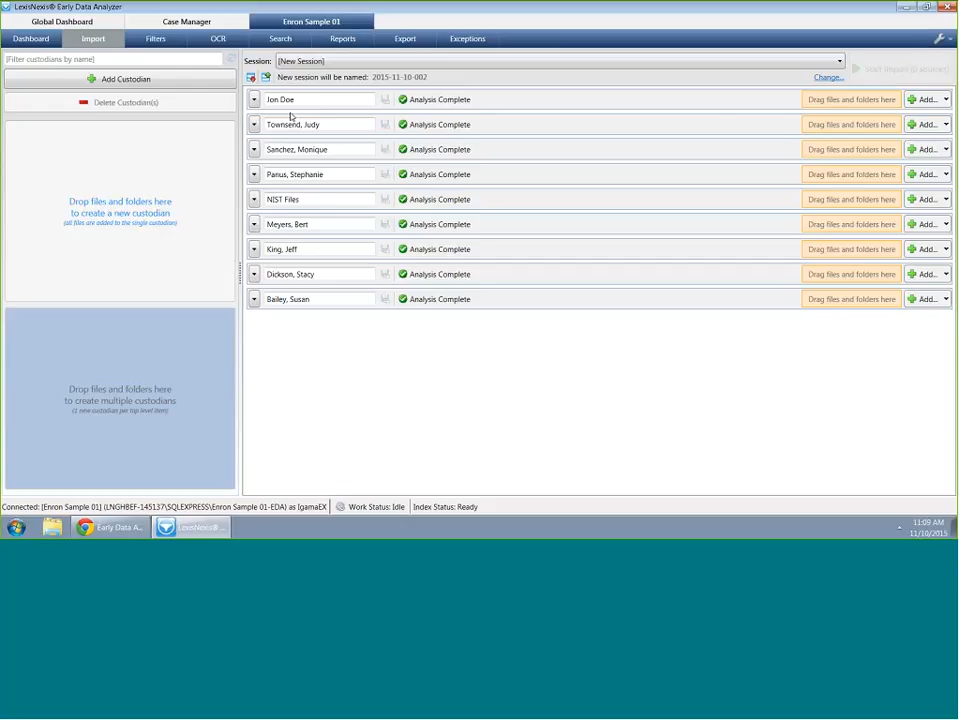 LexisNexis® Early Data Analyzer
Global Dashboard
Case Manager
Enron Sample 01
Dashboard
Import
Filters
OCR
Search
Reports
Export
Exceptions
[Filter custodians by name]
Add Custodian
Delete Custodian(s)
Drop files and folders here
to create a new custodian
(all files are added to the single custodian)
Drop files and folders here
to create multiple custodians
(1 new custodian per top level item)
Session: [New Session]
New session will be named: 2015-11-10-002
Change...
Jon Doe Analysis Complete Drag files and folders here Add...
Townsend, Judy Analysis Complete Drag files and folders here Add...
Sanchez, Monique Analysis Complete Drag files and folders here Add...
Panus, Stephanie Analysis Complete Drag files and folders here Add...
NIST Files Analysis Complete Drag files and folders here Add...
Meyers, Bert Analysis Complete Drag files and folders here Add...
King, Jeff Analysis Complete Drag files and folders here Add...
Dickson, Stacy Analysis Complete Drag files and folders here Add...
Bailey, Susan Analysis Complete Drag files and folders here Add...
Connected: [Enron Sample 01] (LNGHBEF-145137\SQLEXPRESS\Enron Sample 01-EDA) as lgamaEX Work Status: Idle Index Status: Ready
Early Data A...
LexisNexis® ...
11:09 AM
11/10/2015